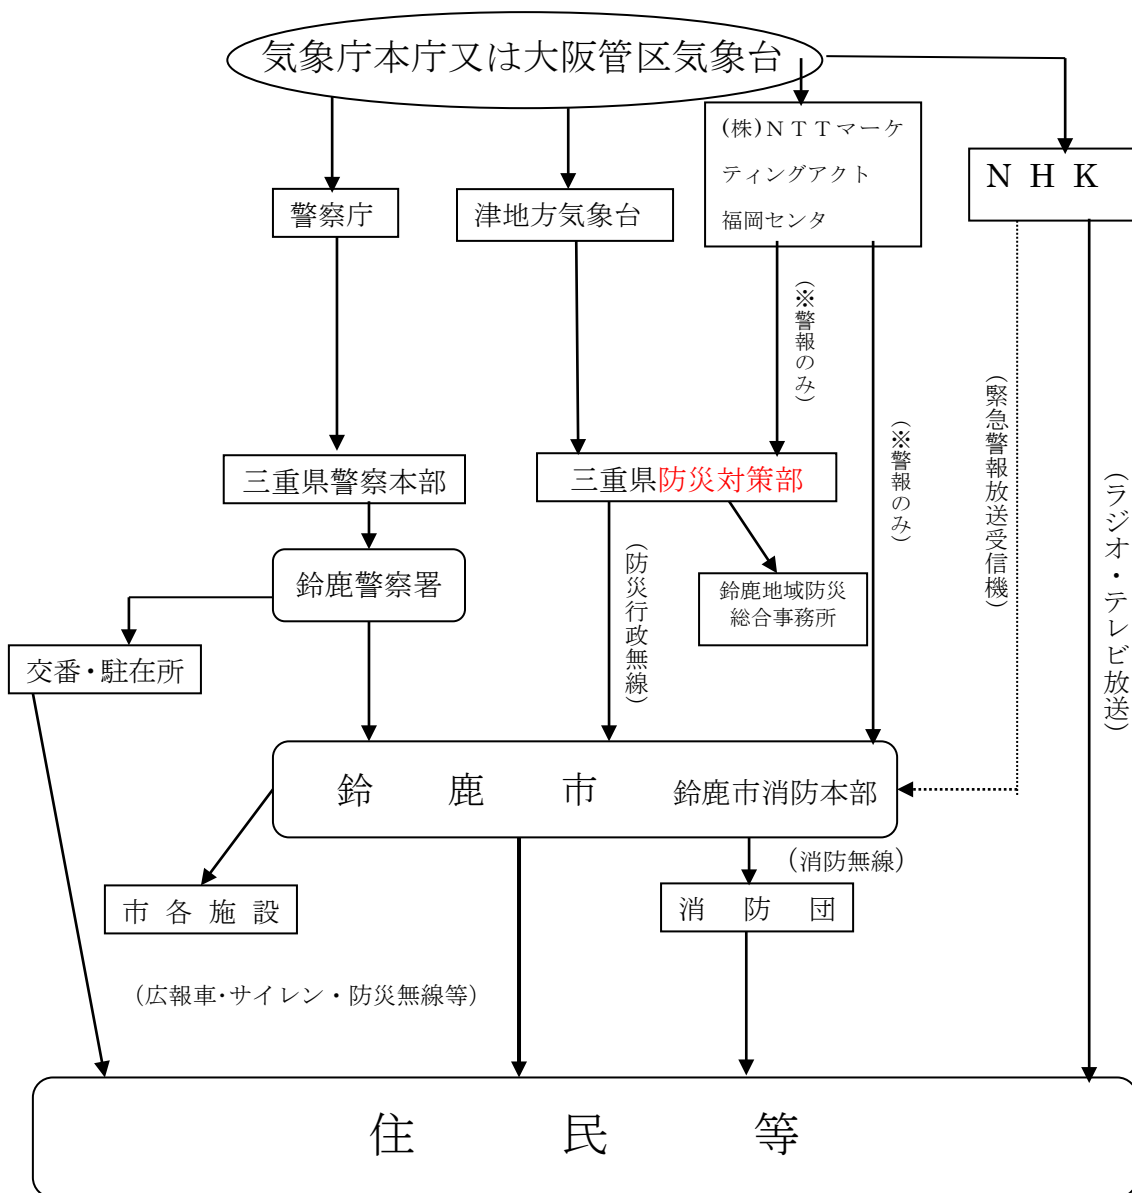 気象庁本庁又は大阪管区気象台
(株)ＮＴＴマーケ
ティングアクト
福岡センタ
ＮＨＫ
警察庁
津地方気象台
(※警報のみ)
(※警報のみ)
(緊急警報放送受信機)
(ラジオ・テレビ放送)
三重県警察本部
三重県防災対策部
鈴鹿警察署
(防災行政無線)
鈴鹿地域防災
総合事務所
交番・駐在所
鈴鹿市 鈴鹿市消防本部
(消防無線)
市各施設
消防団
(広報車・サイレン・防災無線等)
住民等